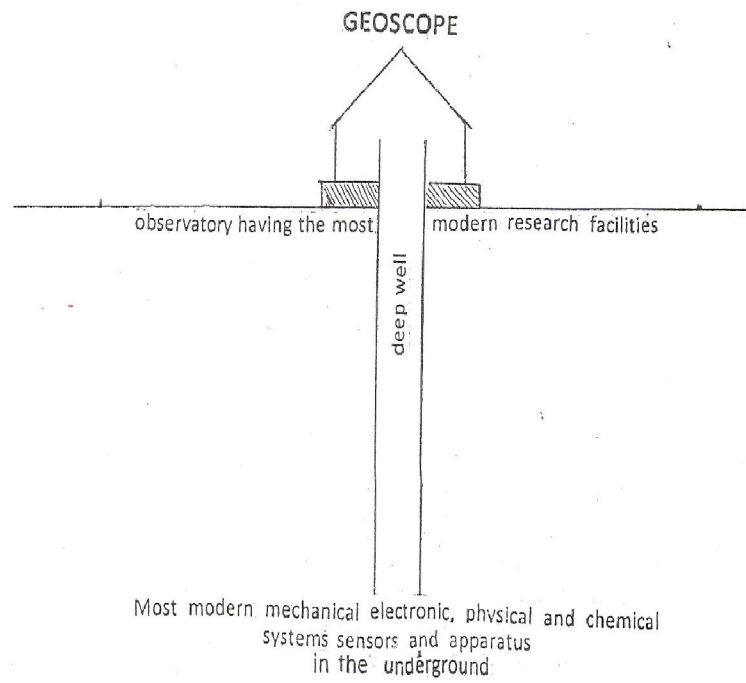 GEOSCOPE
observatory having the most modern research facilities
deep well
Most modern mechanical electronic, physical and chemical
systems sensors and apparatus
in the underground